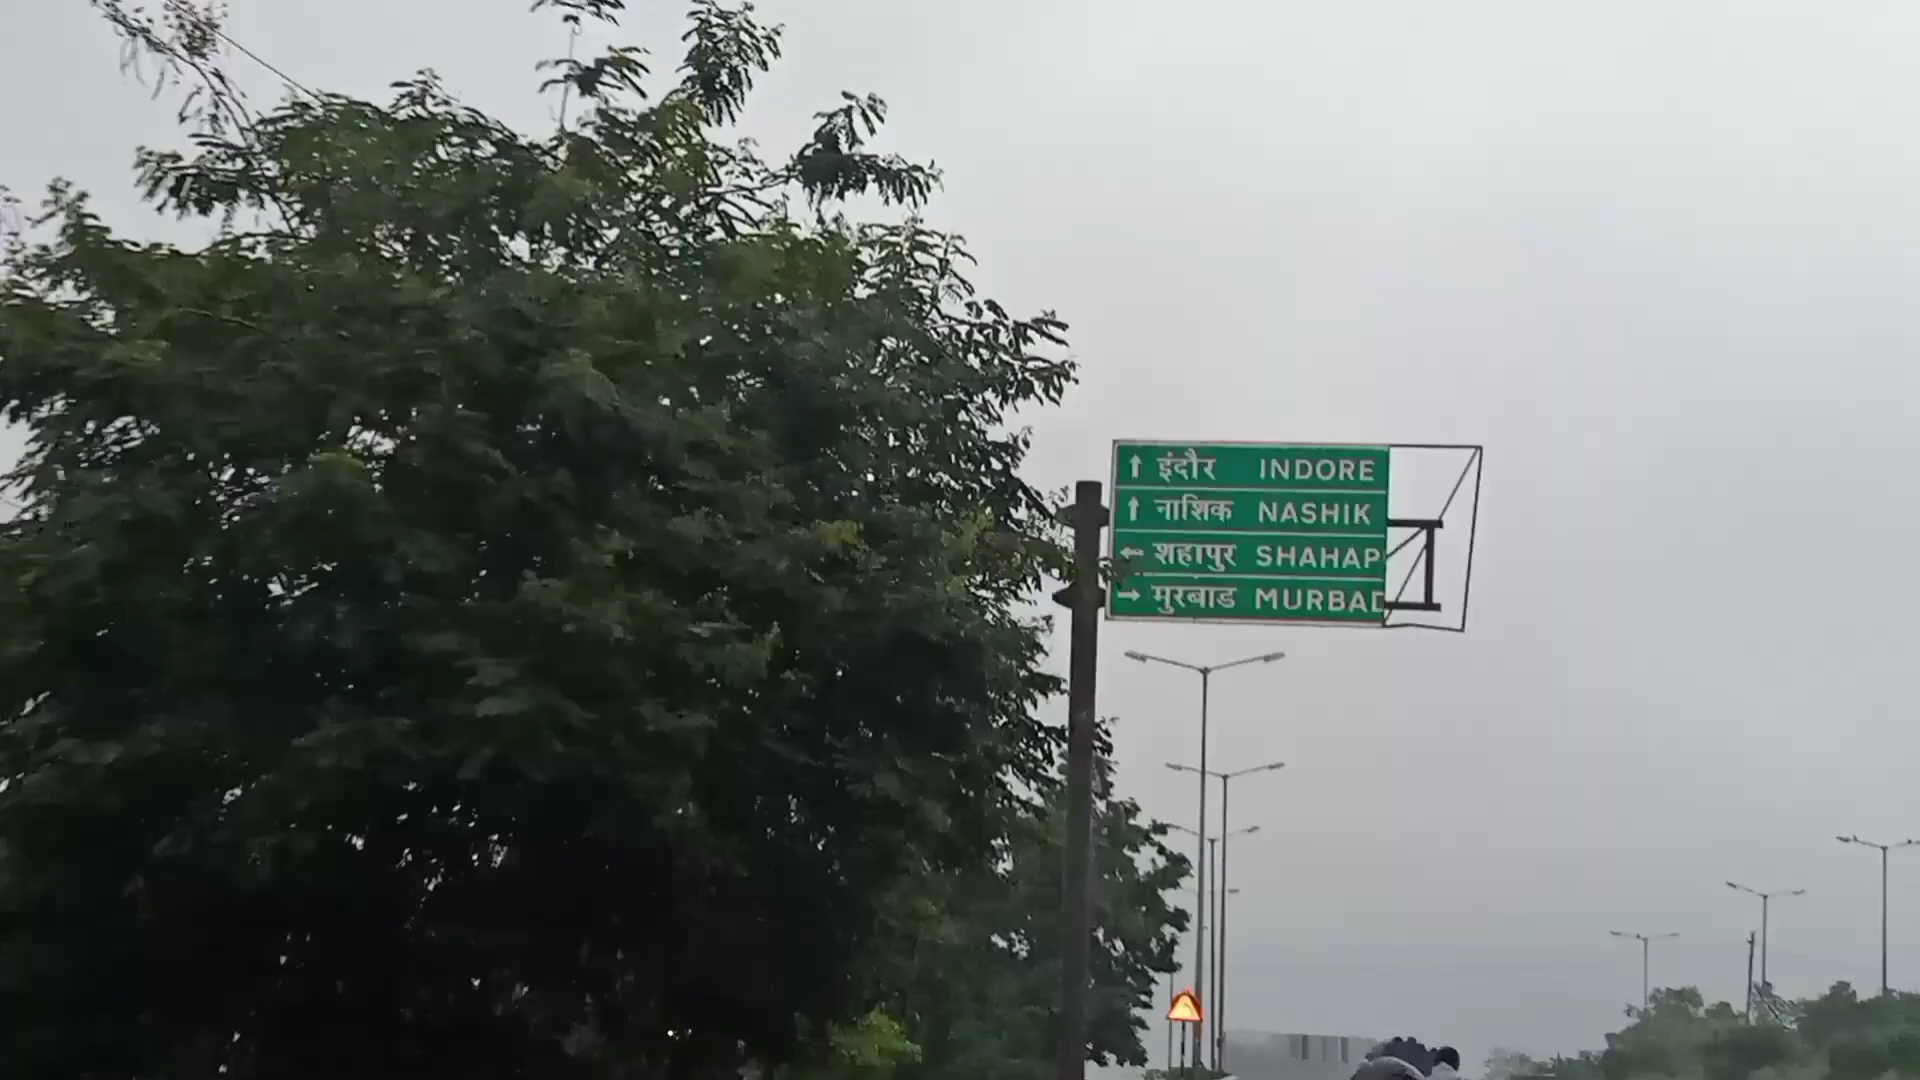 ↑ इंदौर INDORE
↑ नाशिक NASHIK
← शहापुर SHAHAP
→ मुरबाड MURBAD